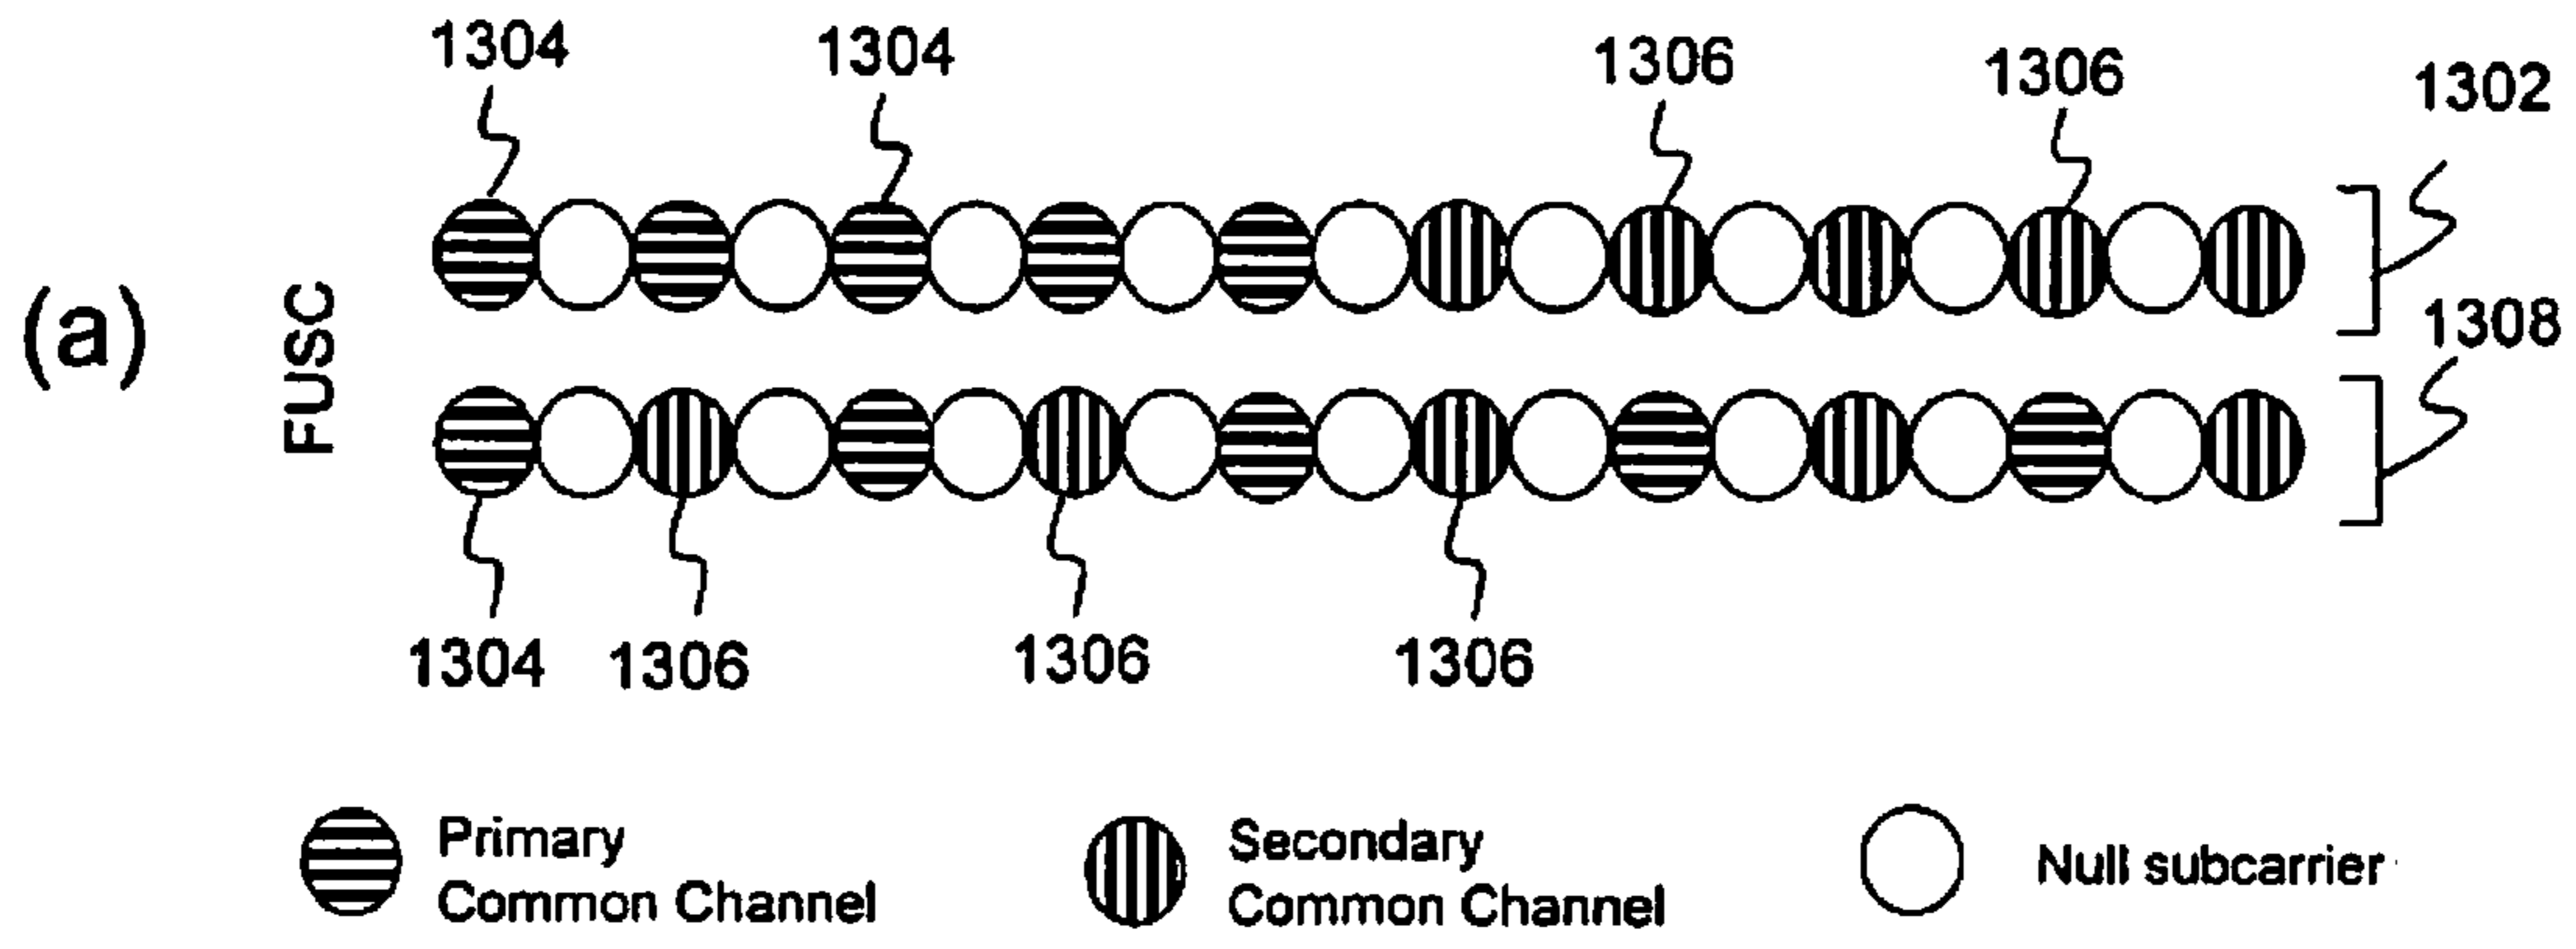 1304 1304 1306 1306 1302
(a) FUSC
1308
1304 1306 1306 1306
Primary
Common Channel
Secondary
Common Channel
Null subcarrier